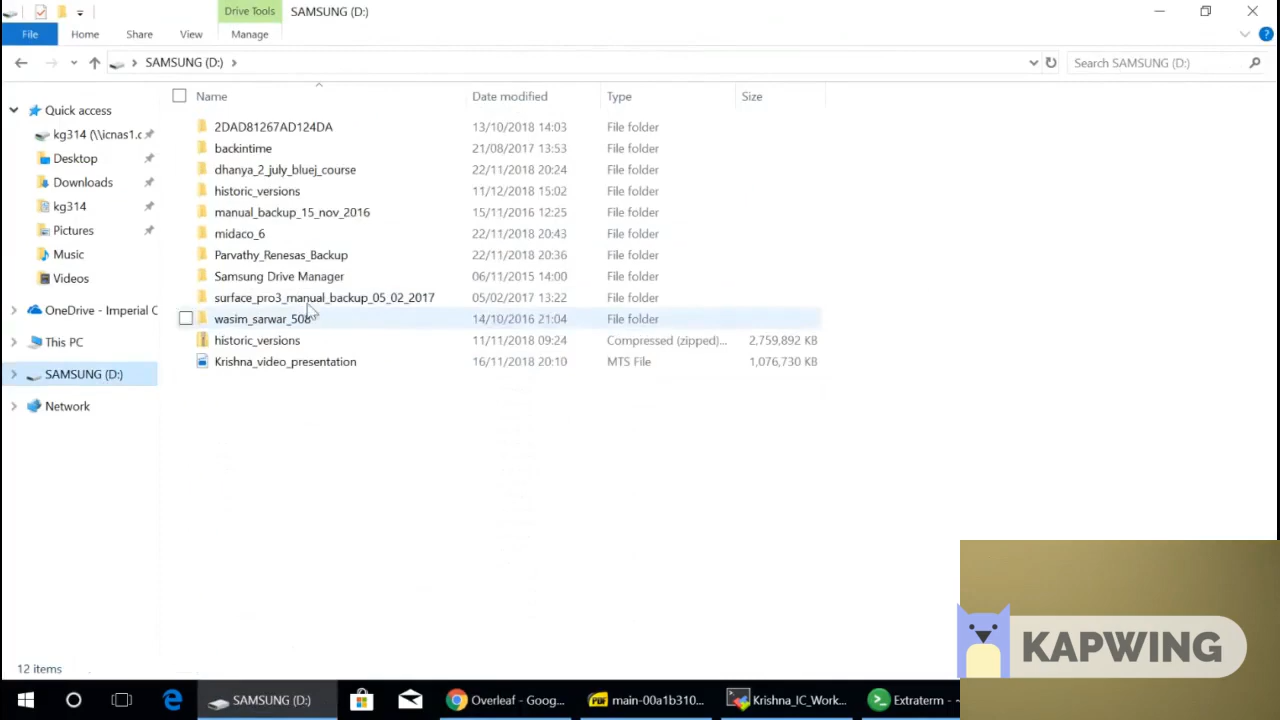 Drive Tools SAMSUNG (D:)
File Home Share View Manage
SAMSUNG (D:) Search SAMSUNG (D:)
Name Date modified Type Size
Quick access
kg314 (\\icnas1.c
Desktop
Downloads
kg314
Pictures
Music
Videos
OneDrive - Imperial C
This PC
SAMSUNG (D:)
Network
2DAD81267AD124DA 13/10/2018 14:03 File folder
backintime 21/08/2017 13:53 File folder
dhanya_2_july_bluej_course 22/11/2018 20:24 File folder
historic_versions 11/12/2018 15:02 File folder
manual_backup_15_nov_2016 15/11/2016 12:25 File folder
midaco_6 22/11/2018 20:43 File folder
Parvathy_Renesas_Backup 22/11/2018 20:36 File folder
Samsung Drive Manager 06/11/2015 14:00 File folder
surface_pro3_manual_backup_05_02_2017 05/02/2017 13:22 File folder
wasim_sarwar_508 14/10/2016 21:04 File folder
historic_versions 11/11/2018 09:24 Compressed (zipped)... 2,759,892 KB
Krishna_video_presentation 16/11/2018 20:10 MTS File 1,076,730 KB
12 items
KAPWING
SAMSUNG (D:) Overleaf - Goog... PDF main-00a1b310... Krishna_IC_Work... Extraterm - ~